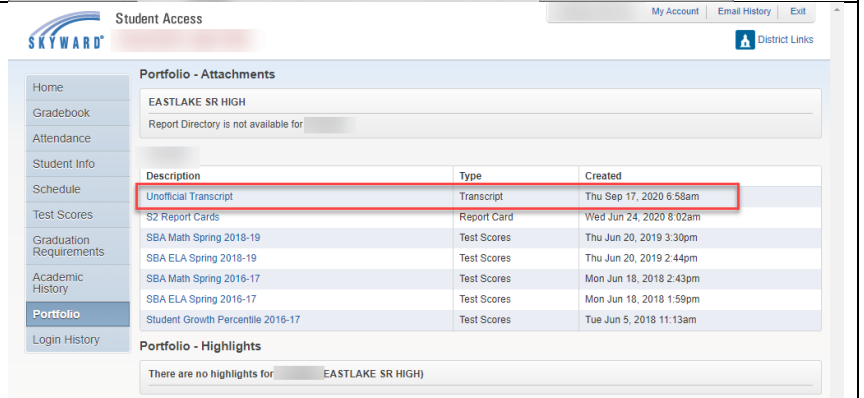 SKYWARD®
Student Access
My Account
Email History
Exit
District Links
Home
Gradebook
Attendance
Student Info
Schedule
Test Scores
Graduation
Requirements
Academic
History
Portfolio
Login History
Portfolio - Attachments
EASTLAKE SR HIGH
Report Directory is not available for
Description Type Created
Unofficial Transcript Transcript Thu Sep 17, 2020 6:58am
S2 Report Cards Report Card Wed Jun 24, 2020 8:02am
SBA Math Spring 2018-19 Test Scores Thu Jun 20, 2019 3:30pm
SBA ELA Spring 2018-19 Test Scores Thu Jun 20, 2019 2:44pm
SBA Math Spring 2016-17 Test Scores Mon Jun 18, 2018 2:43pm
SBA ELA Spring 2016-17 Test Scores Mon Jun 18, 2018 1:59pm
Student Growth Percentile 2016-17 Test Scores Tue Jun 5, 2018 11:13am
Portfolio - Highlights
There are no highlights for EASTLAKE SR HIGH)